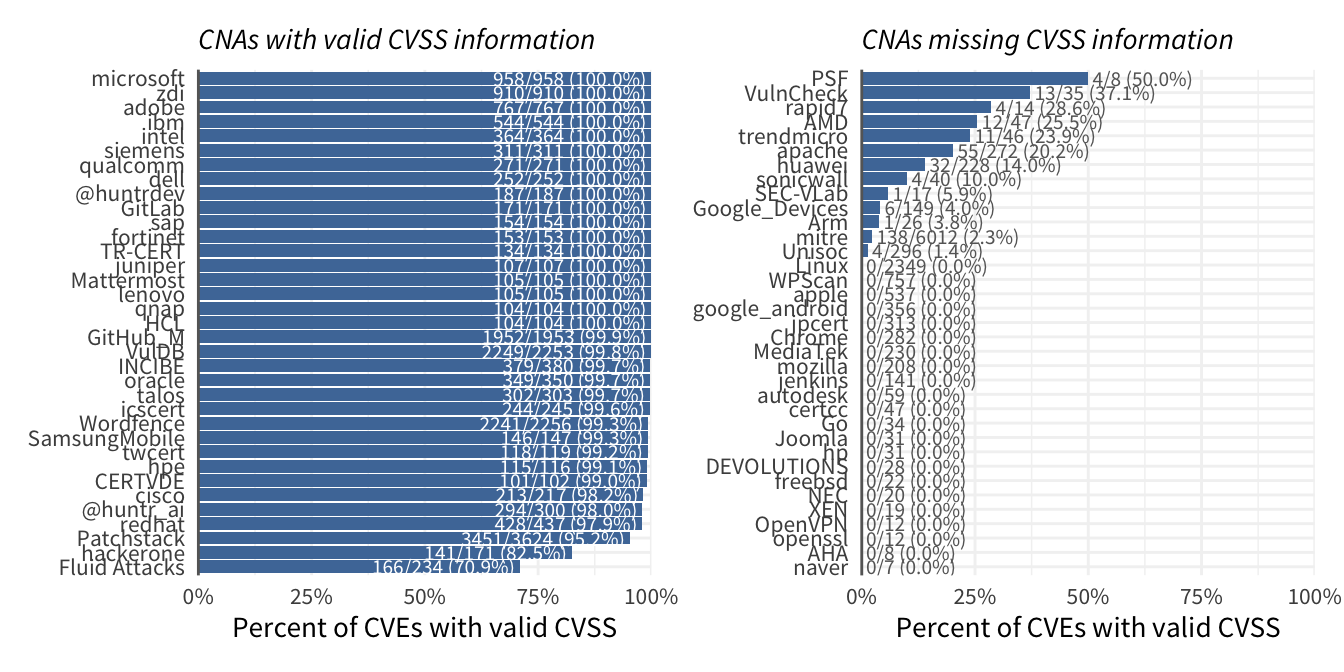 CNAs with valid CVSS information
microsoft 958/958 (100.0%)
zdi 910/910 (100.0%)
adobe 767/767 (100.0%)
ibm 544/544 (100.0%)
intel 364/364 (100.0%)
siemens 311/311 (100.0%)
qualcomm 271/271 (100.0%)
dell 252/252 (100.0%)
@huntrdev 187/187 (100.0%)
GitLab 171/171 (100.0%)
sap 154/154 (100.0%)
fortinet 153/153 (100.0%)
TR-CERT 134/134 (100.0%)
juniper 107/107 (100.0%)
Mattermost 105/105 (100.0%)
lenovo 105/105 (100.0%)
qnap 104/104 (100.0%)
HCL 104/104 (100.0%)
GitHub_M 1952/1953 (99.9%)
VulDB 2249/2253 (99.8%)
INCIBE 379/380 (99.7%)
oracle 349/350 (99.7%)
talos 302/303 (99.7%)
icscert 244/245 (99.6%)
Wordfence 2241/2256 (99.3%)
SamsungMobile 146/147 (99.3%)
twcert 118/119 (99.2%)
hpe 115/116 (99.1%)
CERTVDE 101/102 (99.0%)
cisco 213/217 (98.2%)
@huntr_ai 294/300 (98.0%)
redhat 428/437 (97.9%)
Patchstack 3451/3624 (95.2%)
hackerone 141/171 (82.5%)
Fluid Attacks 166/234 (70.9%)
0% 25% 50% 75% 100%
Percent of CVEs with valid CVSS
CNAs missing CVSS information
PSF 4/8 (50.0%)
VulnCheck 13/35 (37.1%)
rapid7 4/14 (28.6%)
AMD 12/47 (25.5%)
trendmicro 11/46 (23.9%)
apache 55/272 (20.2%)
huawei 32/228 (14.0%)
sonicwall 4/40 (10.0%)
SEC-VLab 1/17 (5.9%)
Google_Devices 6/149 (4.0%)
Arm 1/26 (3.8%)
mitre 138/6012 (2.3%)
Unisoc 4/296 (1.4%)
Linux 0/2349 (0.0%)
WPScan 0/757 (0.0%)
apple 0/537 (0.0%)
google_android 0/356 (0.0%)
jpcert 0/313 (0.0%)
Chrome 0/282 (0.0%)
MediaTek 0/230 (0.0%)
mozilla 0/208 (0.0%)
jenkins 0/141 (0.0%)
autodesk 0/59 (0.0%)
certcc 0/47 (0.0%)
Go 0/34 (0.0%)
Joomla 0/31 (0.0%)
hp 0/31 (0.0%)
DEVOLUTIONS 0/28 (0.0%)
freebsd 0/22 (0.0%)
NEC 0/20 (0.0%)
XEN 0/19 (0.0%)
OpenVPN 0/12 (0.0%)
openssl 0/12 (0.0%)
AHA 0/8 (0.0%)
naver 0/7 (0.0%)
0% 25% 50% 75% 100%
Percent of CVEs with valid CVSS